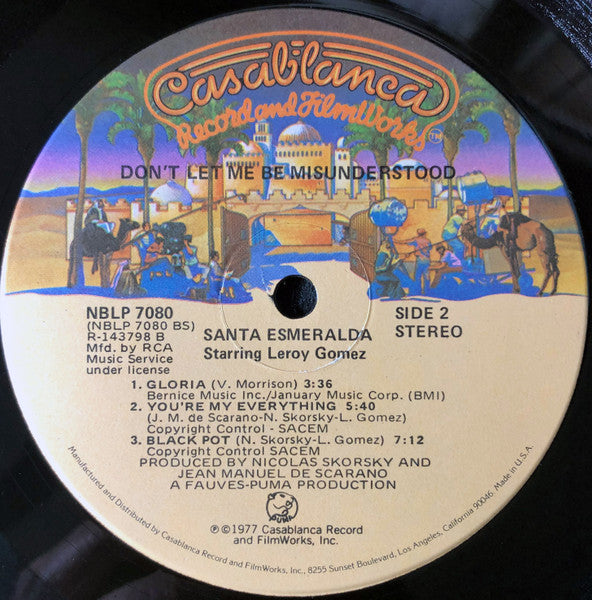 Casablanca
Record and FilmWorks TM
DON'T LET ME BE MISUNDERSTOOD
NBLP 7080
(NBLP 7080 BS)
R-143798 B
Mfd. by RCA
Music Service
under license
SIDE 2
STEREO
SANTA ESMERALDA
Starring Leroy Gomez
1. GLORIA (V. Morrison) 3:36
Bernice Music Inc./January Music Corp. (BMI)
2. YOU'RE MY EVERYTHING 5:40
(J. M. de Scarano-N. Skorsky-L. Gomez)
Copyright Control - SACEM
3. BLACK POT (N. Skorsky-L. Gomez) 7:12
Copyright Control SACEM
PRODUCED BY NICOLAS SKORSKY AND
JEAN MANUEL DE SCARANO
A FAUVES-PUMA PRODUCTION
PUMA
℗©1977 Casablanca Record
and FilmWorks, Inc.
Manufactured and Distributed by Casablanca Record and FilmWorks, Inc., 8255 Sunset Boulevard, Los Angeles, California 90046. Made in U.S.A.